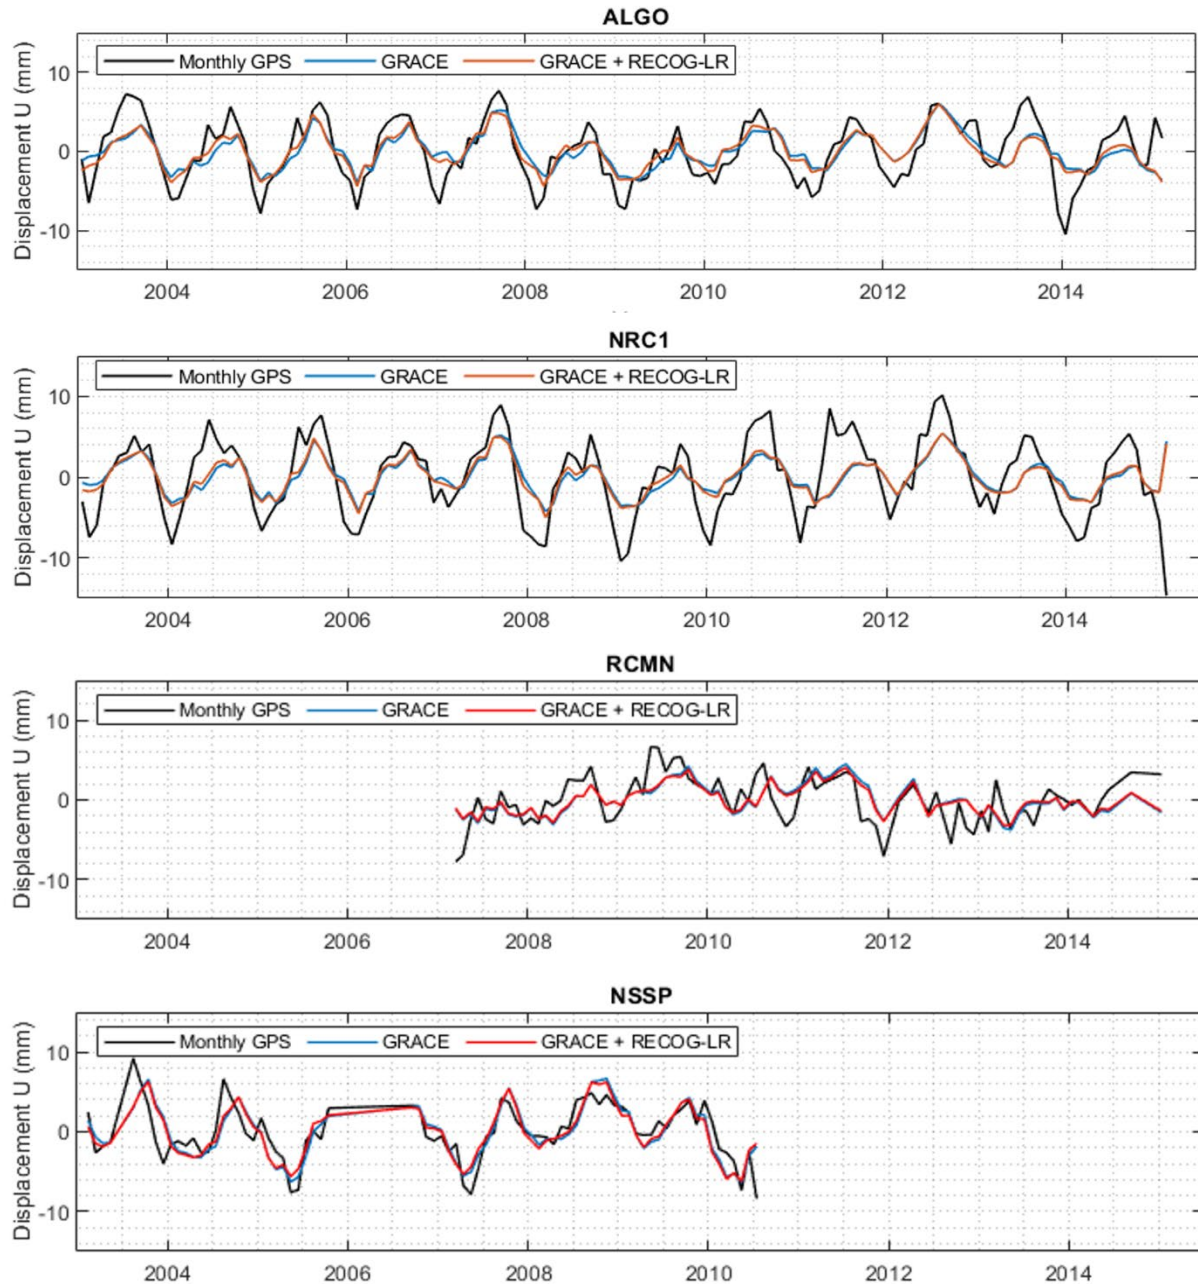 ALGO
Displacement U (mm)
Monthly GPS GRACE GRACE + RECOG-LR
10
0
-10
2004 2006 2008 2010 2012 2014
NRC1
Displacement U (mm)
Monthly GPS GRACE GRACE + RECOG-LR
10
0
-10
2004 2006 2008 2010 2012 2014
RCMN
Displacement U (mm)
Monthly GPS GRACE GRACE + RECOG-LR
10
0
-10
2004 2006 2008 2010 2012 2014
NSSP
Displacement U (mm)
Monthly GPS GRACE GRACE + RECOG-LR
10
0
-10
2004 2006 2008 2010 2012 2014